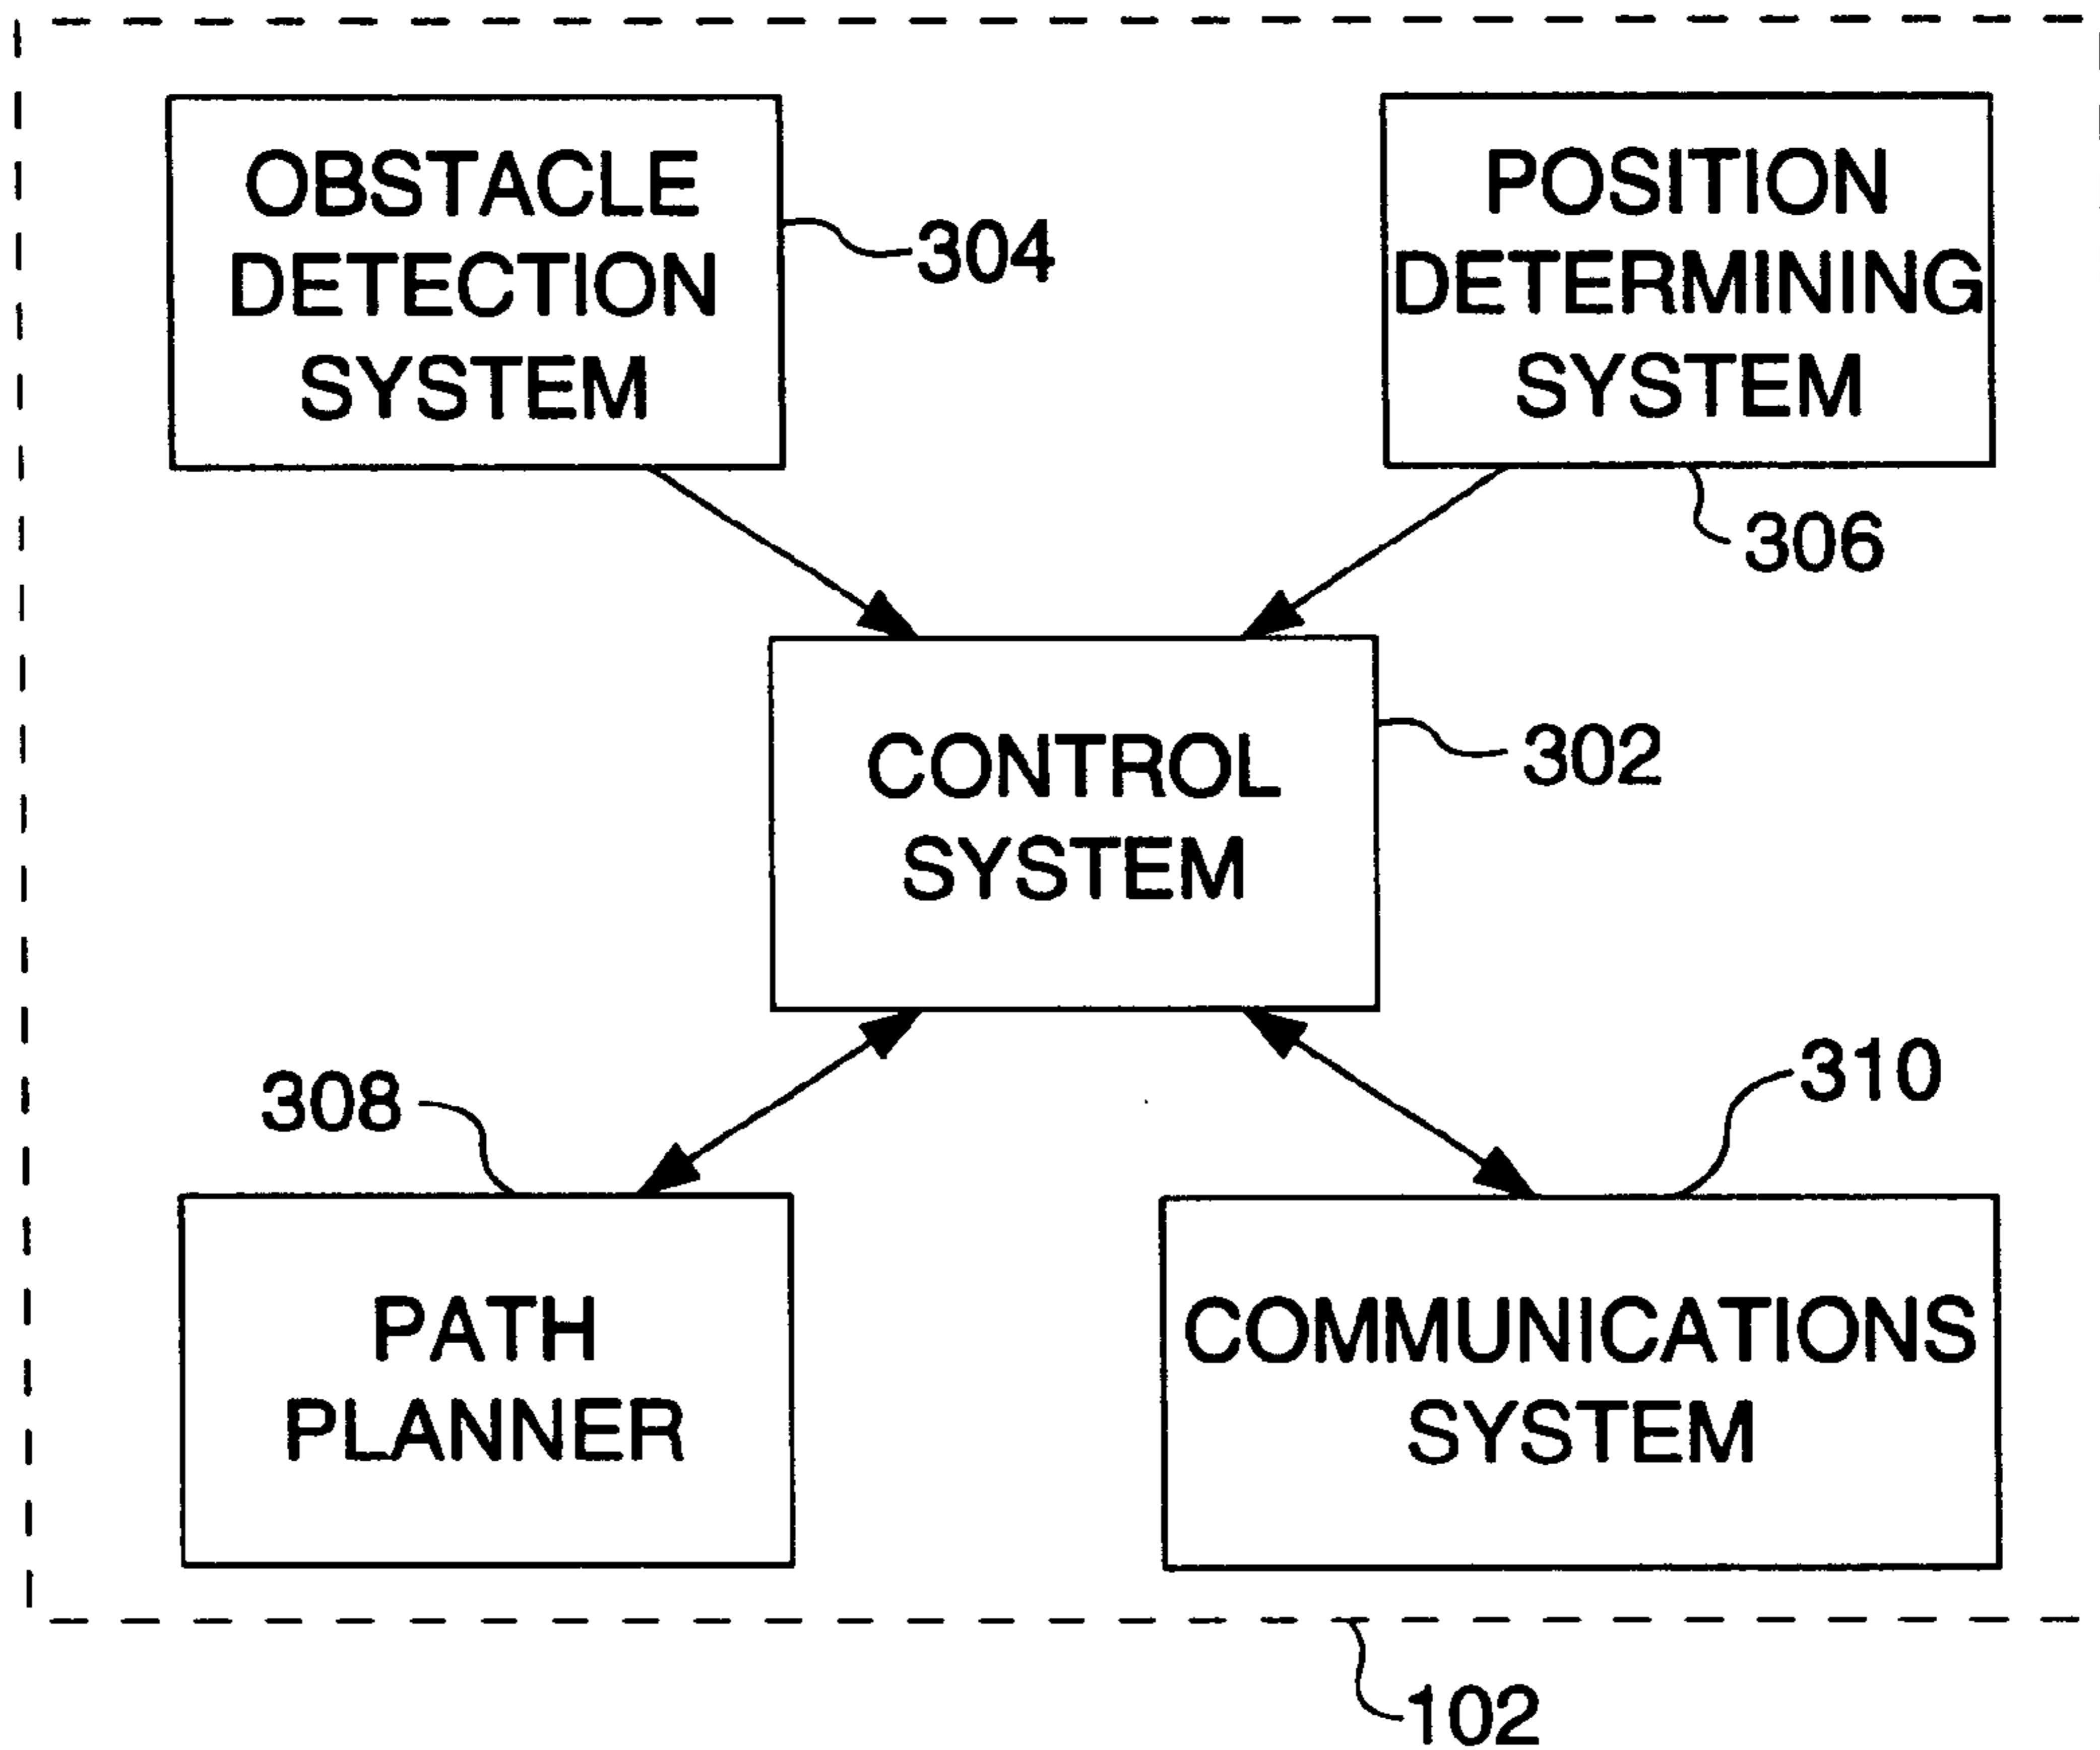 OBSTACLE
DETECTION
SYSTEM
304
POSITION
DETERMINING
SYSTEM
306
CONTROL
SYSTEM
302
308
PATH
PLANNER
310
COMMUNICATIONS
SYSTEM
102